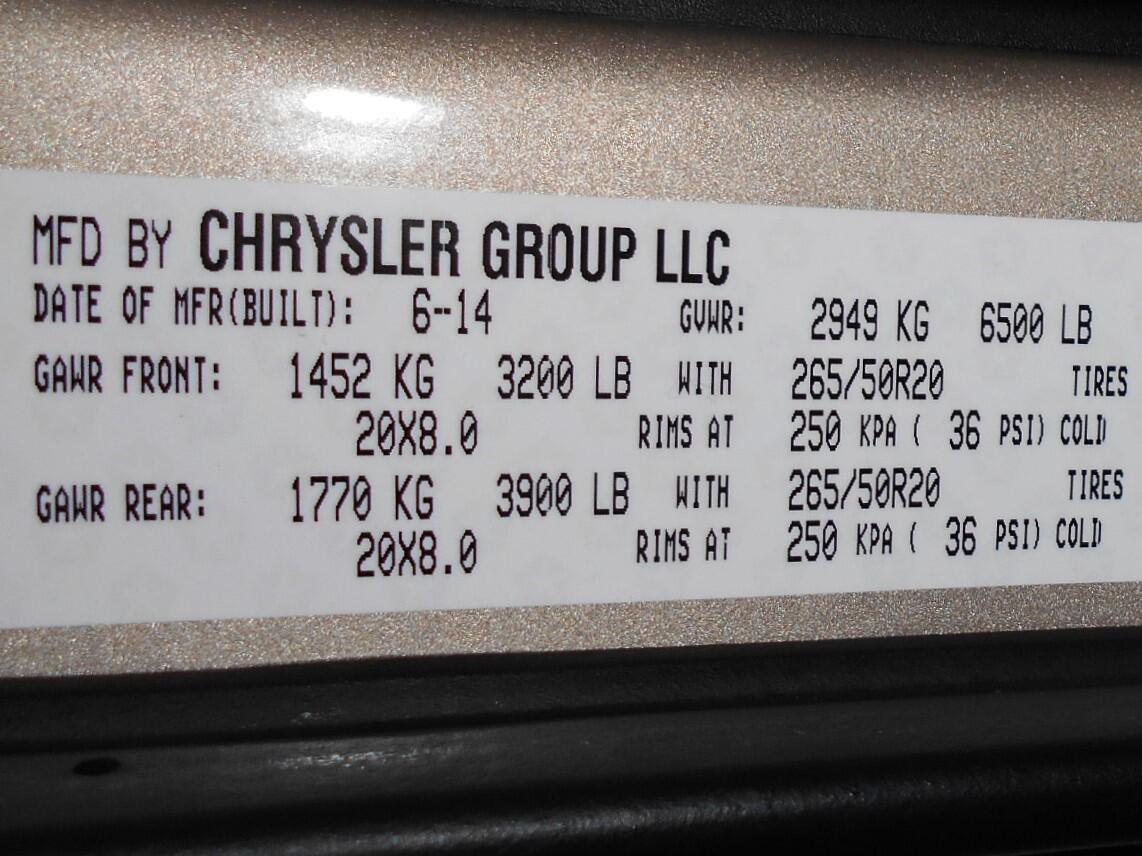 MFD BY CHRYSLER GROUP LLC
DATE OF MFR(BUILT): 6-14 GVWR: 2949 KG 6500 LB
GAWR FRONT: 1452 KG 3200 LB WITH 265/50R20 TIRES
20X8.0 RIMS AT 250 KPA ( 36 PSI) COLD
GAWR REAR: 1770 KG 3900 LB WITH 265/50R20 TIRES
20X8.0 RIMS AT 250 KPA ( 36 PSI) COLD